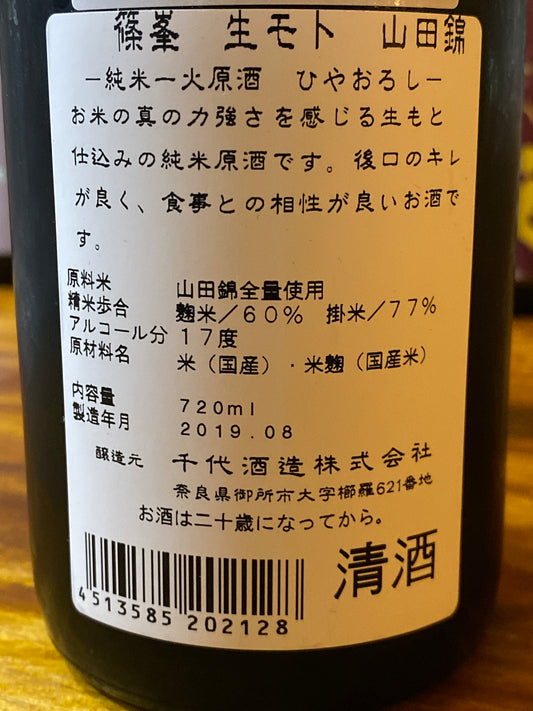 篠峯　生モト　山田錦
－純米一火原酒　ひやおろし－
お米の真の力強さを感じる生もと
仕込みの純米原酒です。後口のキレ
が良く、食事との相性が良いお酒で
す。
原料米　山田錦全量使用
精米歩合　麹米／６０％　掛米／７７％
アルコール分　１７度
原材料名　米（国産）・米麹（国産米）
内容量　720ml
製造年月　2019.08
醸造元　千代酒造株式会社
奈良県御所市大字櫛羅621番地
お酒は二十歳になってから。
清酒
4513585 202128